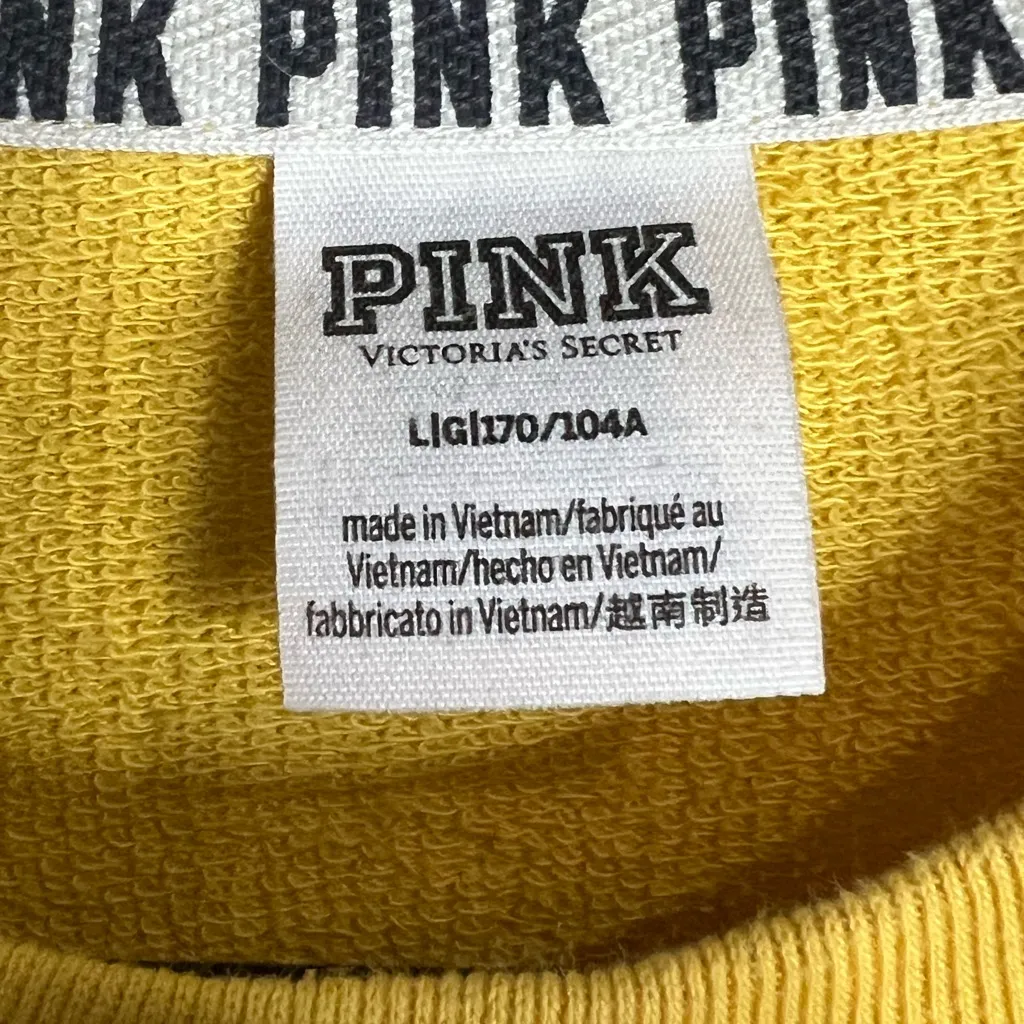 PINK PINK PINK
PINK
VICTORIA'S SECRET
L|G|170/104A
made in Vietnam/fabriqué au
Vietnam/hecho en Vietnam/
fabbricato in Vietnam/越南制造